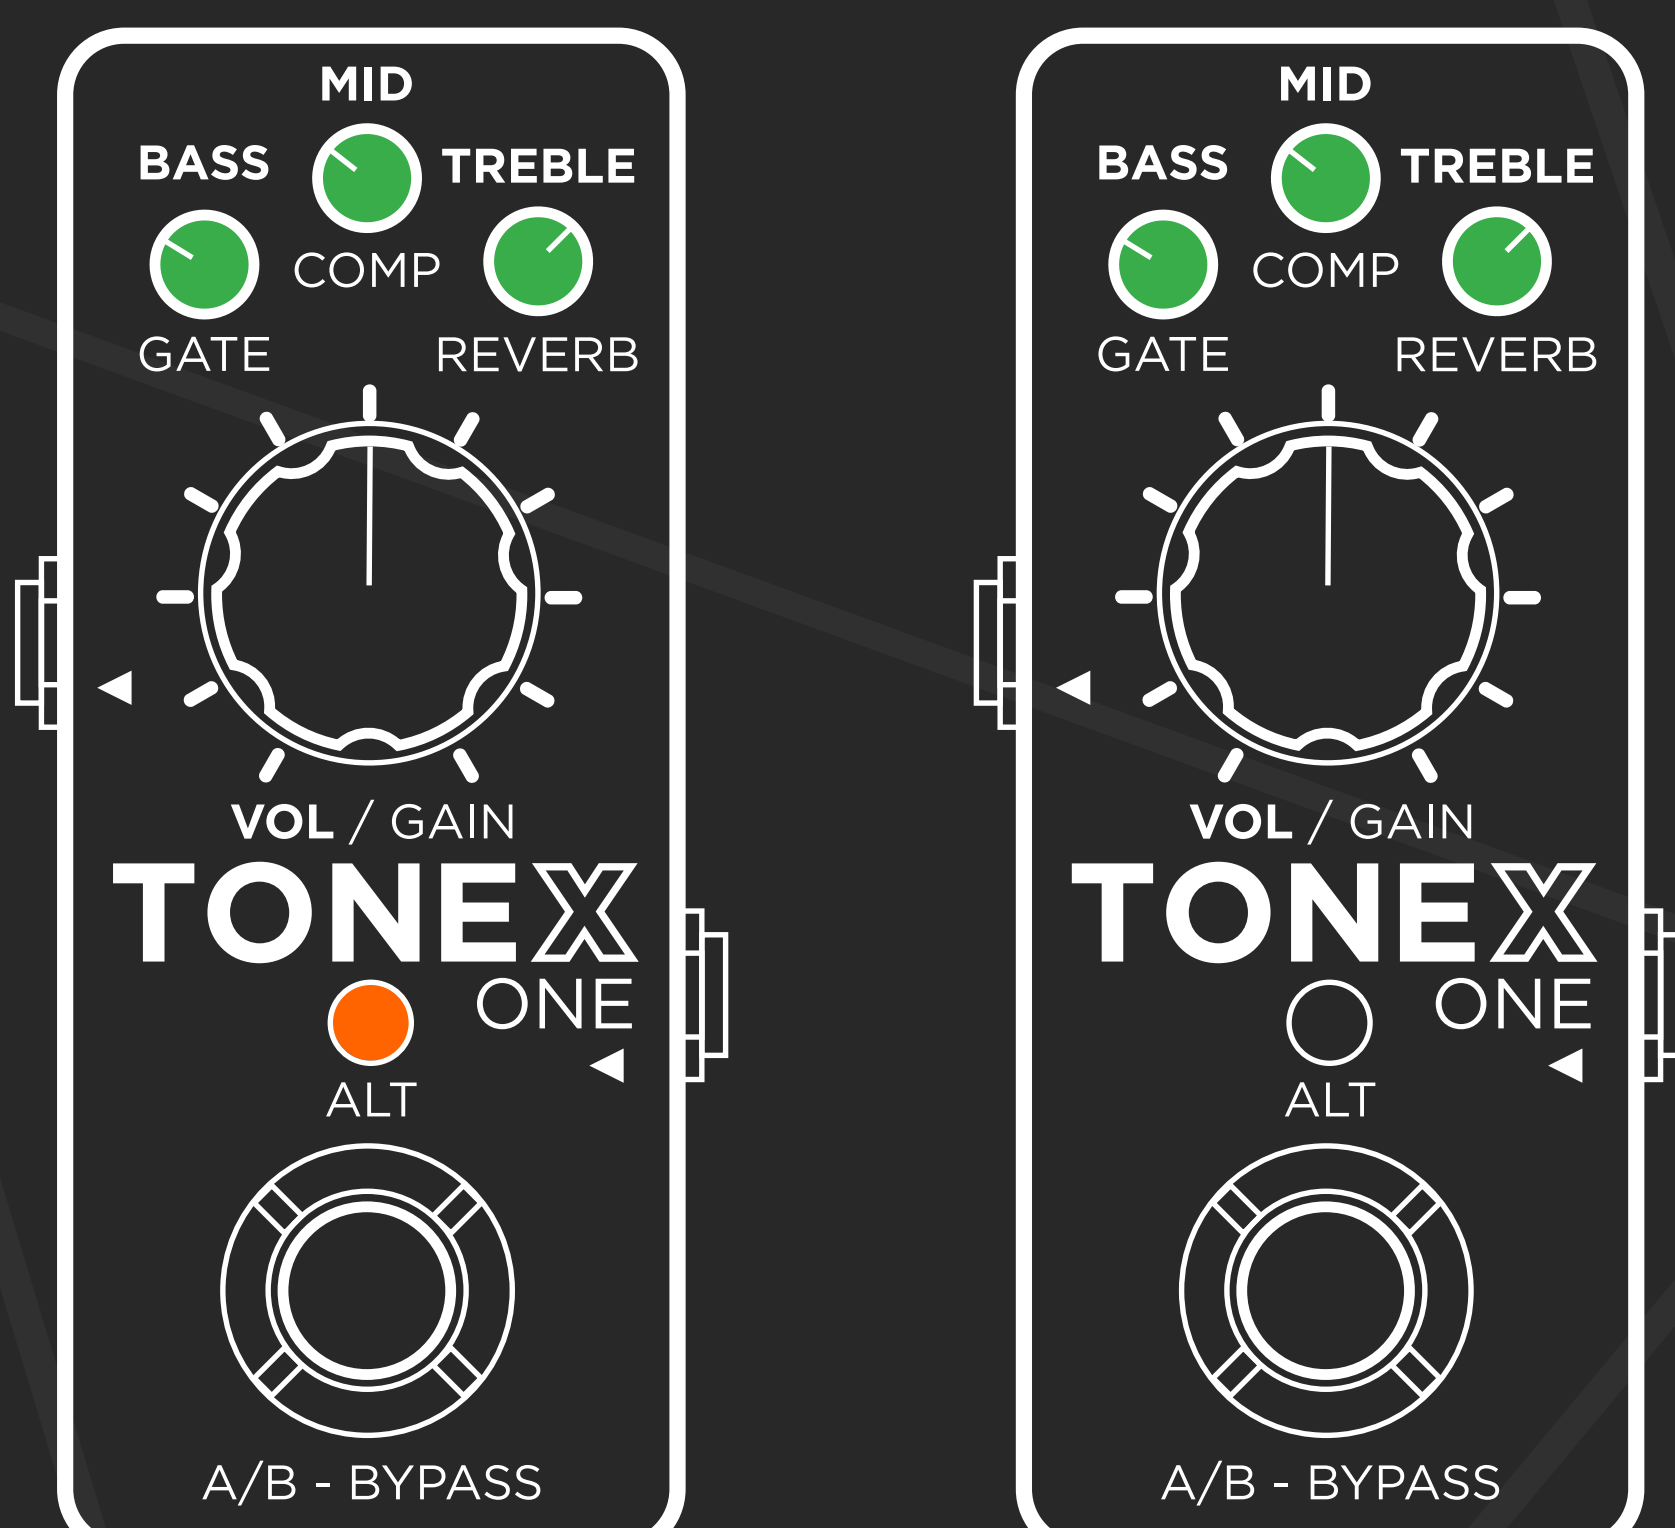 MID
BASS
TREBLE
COMP
GATE
REVERB
VOL / GAIN
TONEX
ONE
ALT
A/B - BYPASS
MID
BASS
TREBLE
COMP
GATE
REVERB
VOL / GAIN
TONEX
ONE
ALT
A/B - BYPASS